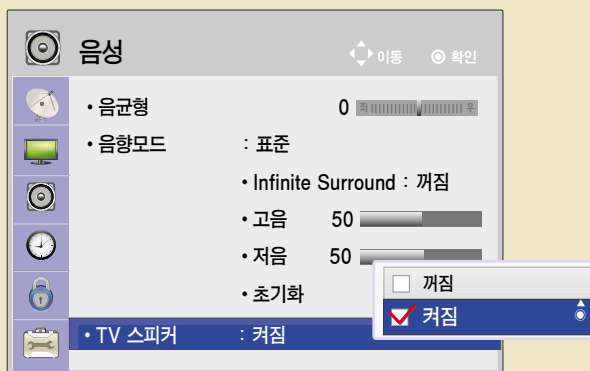 음성 이동 확인
• 음균형 0 좌 우
• 음향모드 : 표준
• Infinite Surround : 꺼짐
• 고음 50
• 저음 50
• 초기화
꺼짐
켜짐
• TV 스피커 : 켜짐